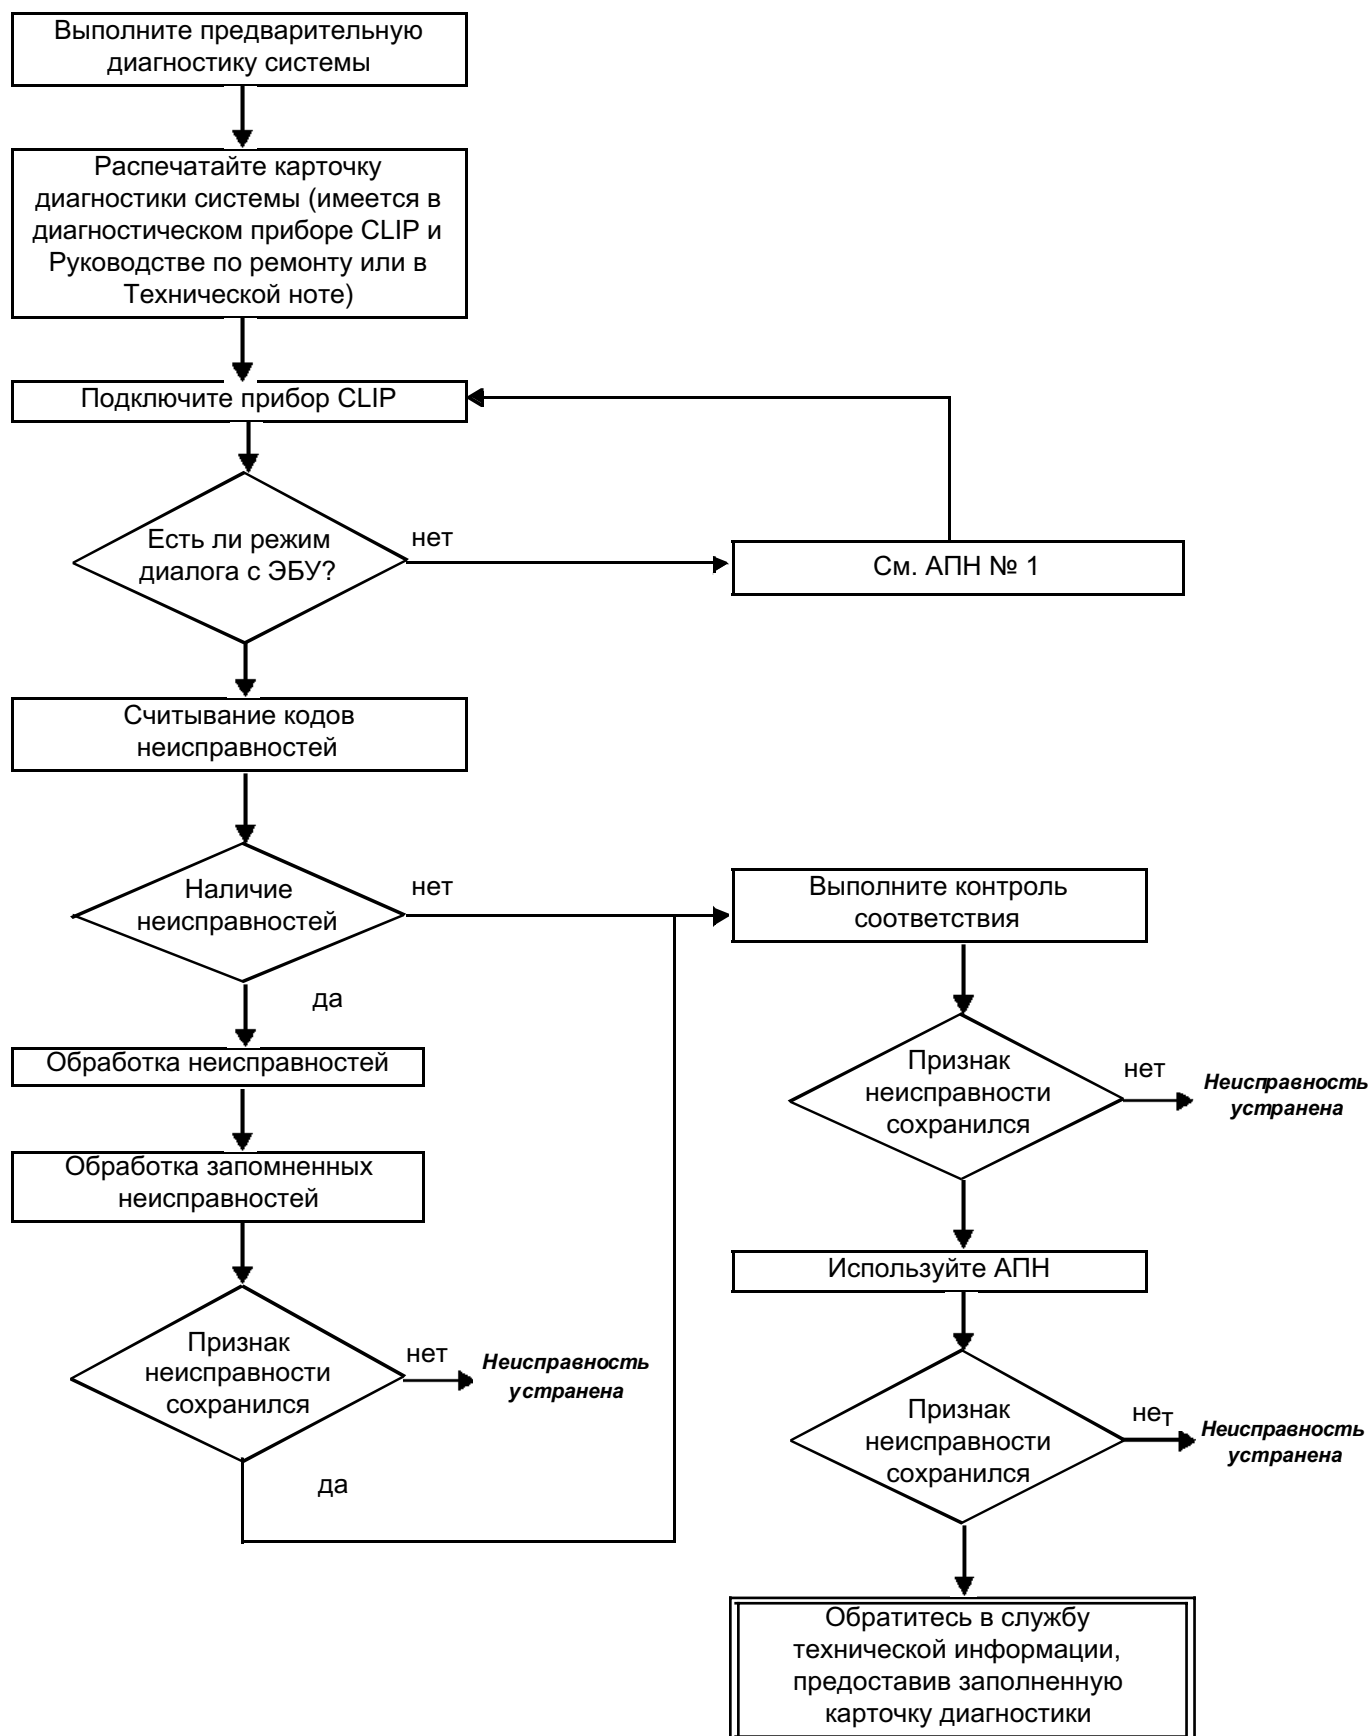 Выполните предварительную
диагностику системы
Распечатайте карточку
диагностики системы (имеется в
диагностическом приборе CLIP и
Руководстве по ремонту или в
Технической ноте)
Подключите прибор CLIP
Есть ли режим
диалога с ЭБУ?
нет
См. АПН № 1
Считывание кодов
неисправностей
Наличие
неисправностей
нет
да
Выполните контроль
соответствия
Обработка неисправностей
Признак
неисправности
сохранился
нет
Неисправность
устранена
Обработка запомненных
неисправностей
Используйте АПН
Признак
неисправности
сохранился
нет
Неисправность
устранена
да
Признак
неисправности
сохранился
нет
Неисправность
устранена
Обратитесь в службу
технической информации,
предоставив заполненную
карточку диагностики